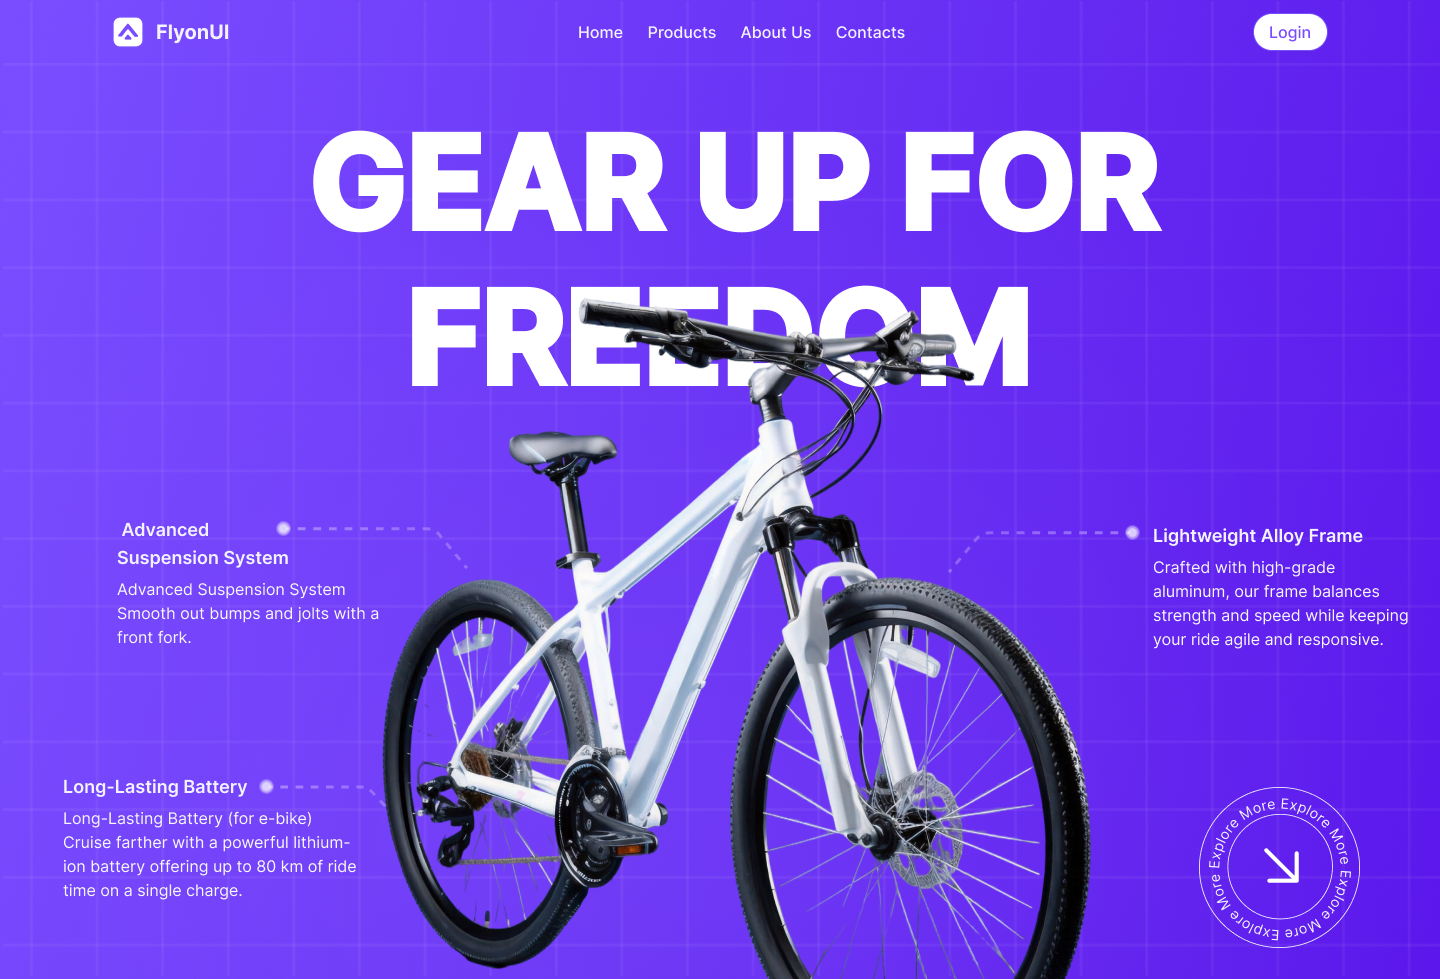 FlyonUI
Home Products About Us Contacts
Login
GEAR UP FOR
FREEDOM
Advanced
Suspension System
Advanced Suspension System
Smooth out bumps and jolts with a
front fork.
Lightweight Alloy Frame
Crafted with high-grade
aluminum, our frame balances
strength and speed while keeping
your ride agile and responsive.
Long-Lasting Battery
Long-Lasting Battery (for e-bike)
Cruise farther with a powerful lithium-
ion battery offering up to 80 km of ride
time on a single charge.
Explore More Explore More Explore More Explore More